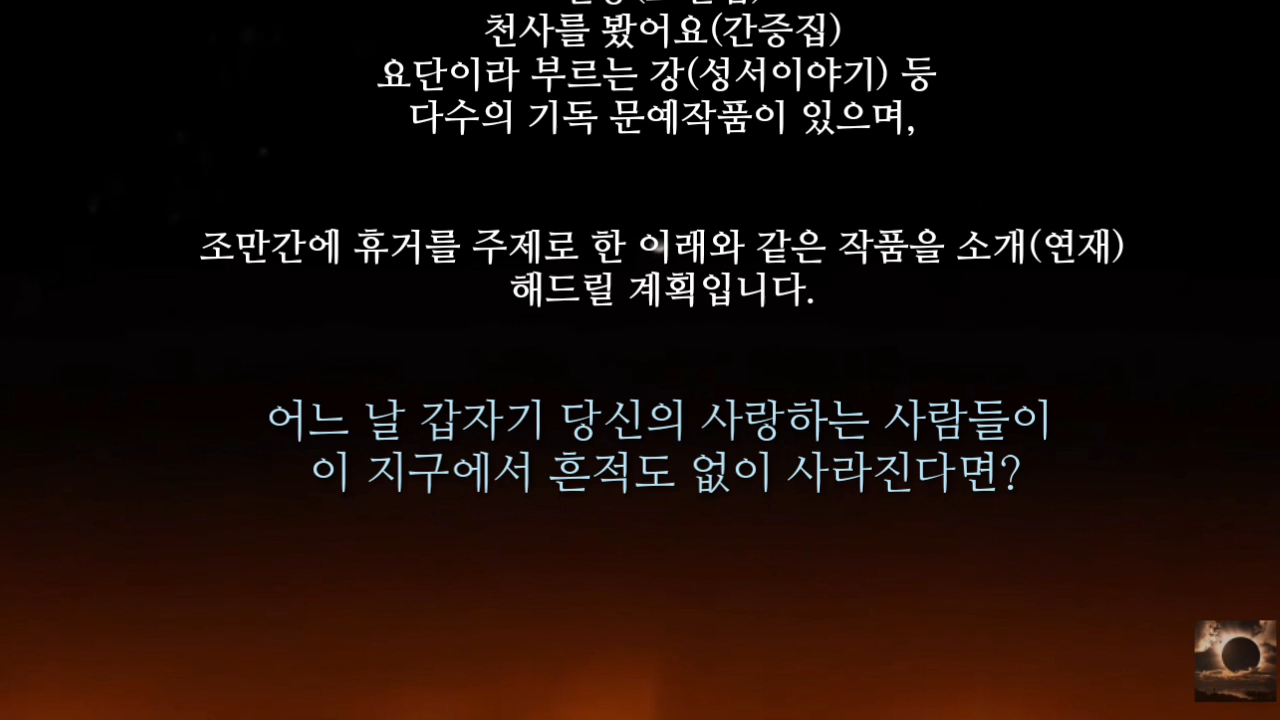 천사를 봤어요(간증집)
요단이라 부르는 강(성서이야기) 등
다수의 기독 문예작품이 있으며,
조만간에 휴거를 주제로 한 이래와 같은 작품을 소개(연재)
해드릴 계획입니다.
어느 날 갑자기 당신의 사랑하는 사람들이
이 지구에서 흔적도 없이 사라진다면?